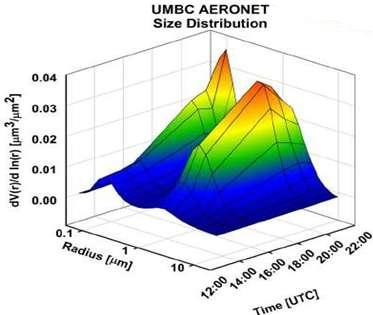 UMBC AERONET
Size Distribution
dV(r)/d ln(r) [μm³/μm²]
0.04
0.03
0.02
0.01
0.00
0.1
1
10
Radius [μm]
12:00
14:00
16:00
18:00
20:00
22:00
Time [UTC]